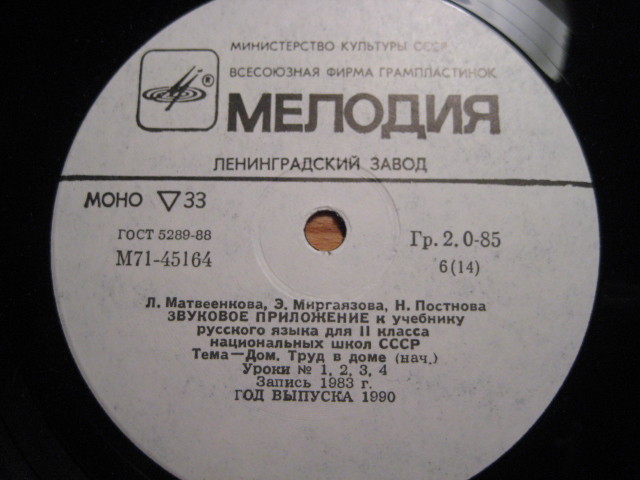 МИНИСТЕРСТВО КУЛЬТУРЫ СССР
ВСЕСОЮЗНАЯ ФИРМА ГРАМПЛАСТИНОК
®
МЕЛОДИЯ
ЛЕНИНГРАДСКИЙ ЗАВОД
МОНО ▽ 33
ГОСТ 5289-88
Гр. 2. 0-85
М71-45164
6 (14)
Л. Матвеенкова, Э. Миргаязова, Н. Постнова
ЗВУКОВОЕ ПРИЛОЖЕНИЕ к учебнику
русского языка для II класса
национальных школ СССР
Тема—Дом. Труд в доме (нач.)
Уроки № 1, 2, 3, 4
Запись 1983 г.
ГОД ВЫПУСКА 1990